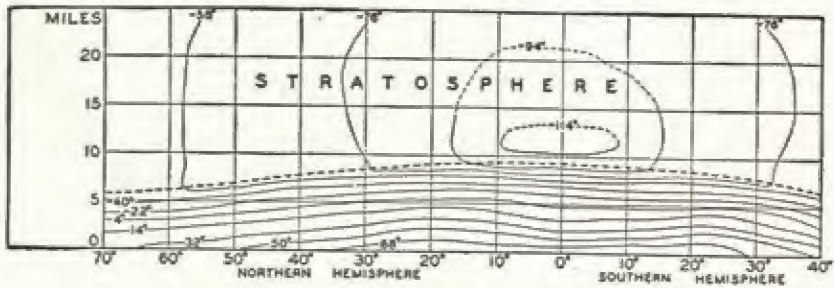 MILES -58° -76° -76°
20 -94°
STRATOSPHERE
15
-114°
10
5
-40°
-22°
-4°
14°
0 32° 50° 68°
70° 60° 50° 40° 30° 20° 10° 0° 10° 20° 30° 40°
NORTHERN HEMISPHERE SOUTHERN HEMISPHERE